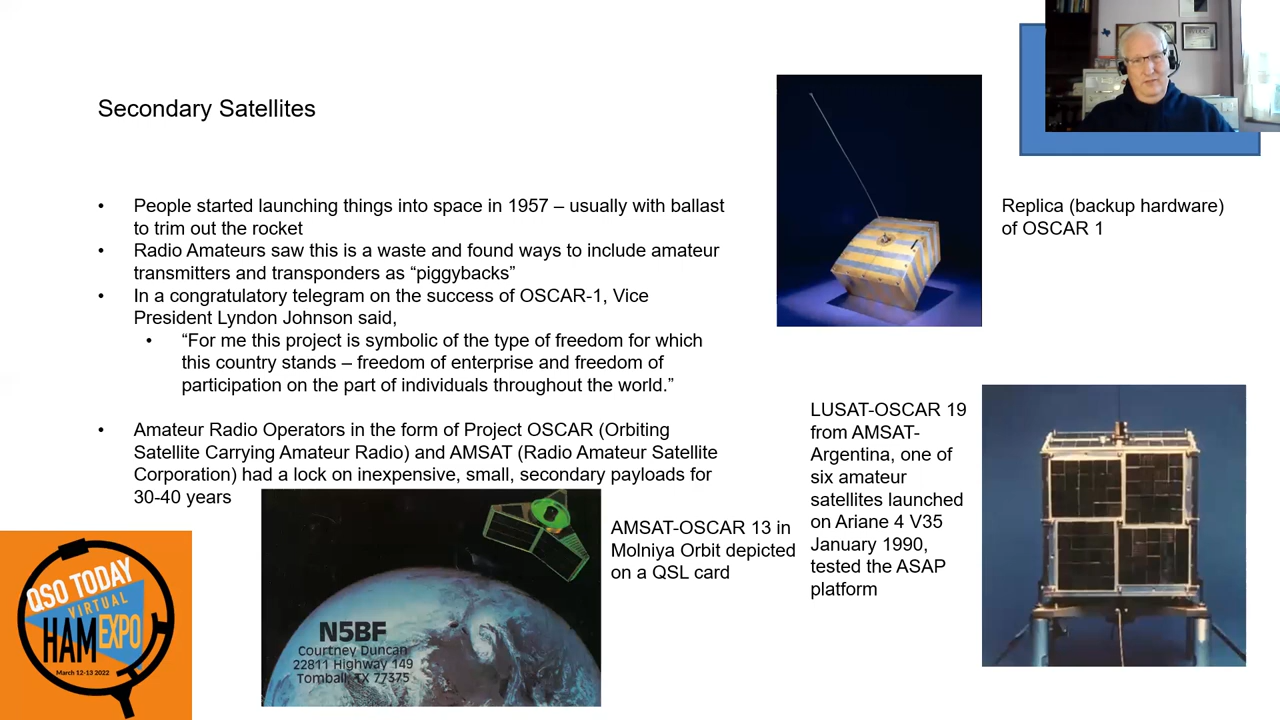 Secondary Satellites
• People started launching things into space in 1957 – usually with ballast
to trim out the rocket
• Radio Amateurs saw this is a waste and found ways to include amateur
transmitters and transponders as “piggybacks”
• In a congratulatory telegram on the success of OSCAR-1, Vice
President Lyndon Johnson said,
• “For me this project is symbolic of the type of freedom for which
this country stands – freedom of enterprise and freedom of
participation on the part of individuals throughout the world.”
• Amateur Radio Operators in the form of Project OSCAR (Orbiting
Satellite Carrying Amateur Radio) and AMSAT (Radio Amateur Satellite
Corporation) had a lock on inexpensive, small, secondary payloads for
30-40 years
Replica (backup hardware)
of OSCAR 1
LUSAT-OSCAR 19
from AMSAT-
Argentina, one of
six amateur
satellites launched
on Ariane 4 V35
January 1990,
tested the ASAP
platform
AMSAT-OSCAR 13 in
Molniya Orbit depicted
on a QSL card
N5BF
Courtney Duncan
22811 Highway 149
Tomball, TX 77375
QSO TODAY
VIRTUAL
HAM EXPO
March 12-13 2022